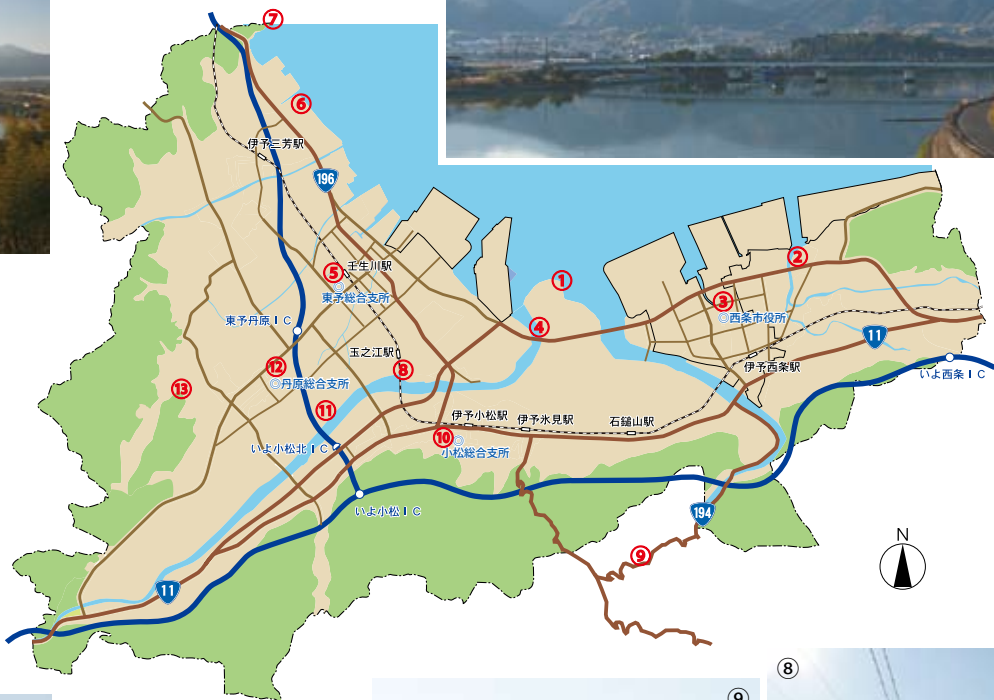 ⑦
⑥
伊予三芳駅
196
⑤
壬生川駅
東予総合支所
①
②
③
西条市役所
④
東予丹原IC
玉之江駅
11
伊予西条駅
いよ西条IC
⑫
丹原総合支所
⑧
⑬
⑪
伊予小松駅
伊予氷見駅
石鎚山駅
⑩
小松総合支所
いよ小松北IC
いよ小松IC
194
N
⑨
11
⑧
⑨